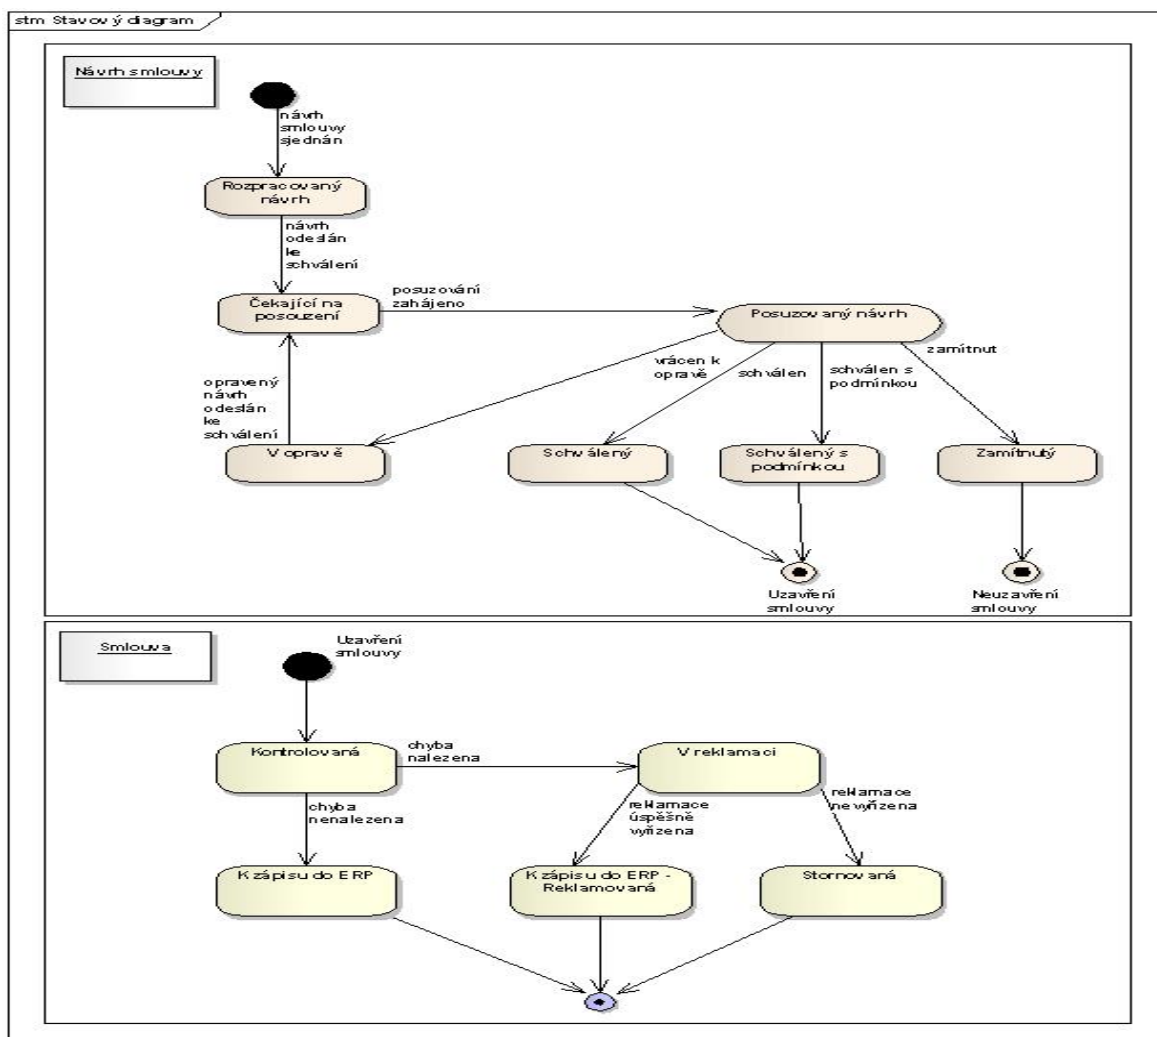 stm Stavový diagram
Návrh smlouvy
návrh
smlouvy
sjednán
Rozpracovaný
návrh
návrh
odeslán
ke
schválení
Čekající na
posouzení
posuzování
zahájeno
Posuzovaný návrh
vrácen k
opravě
schválen
schválen s
podmínkou
zamítnut
opravený
návrh
odeslán
ke
schválení
V opravě
Schválený
Schválený s
podmínkou
Zamítnutý
Uzavření
smlouvy
Neuzavření
smlouvy
Smlouva
Uzavření
smlouvy
Kontrolovaná
chyba
nalezena
V reklamaci
chyba
nenalezena
reklamace
úspěšně
vyřízena
reklamace
nevyřízena
K zápisu do ERP
K zápisu do ERP -
Reklamovaná
Stornovaná